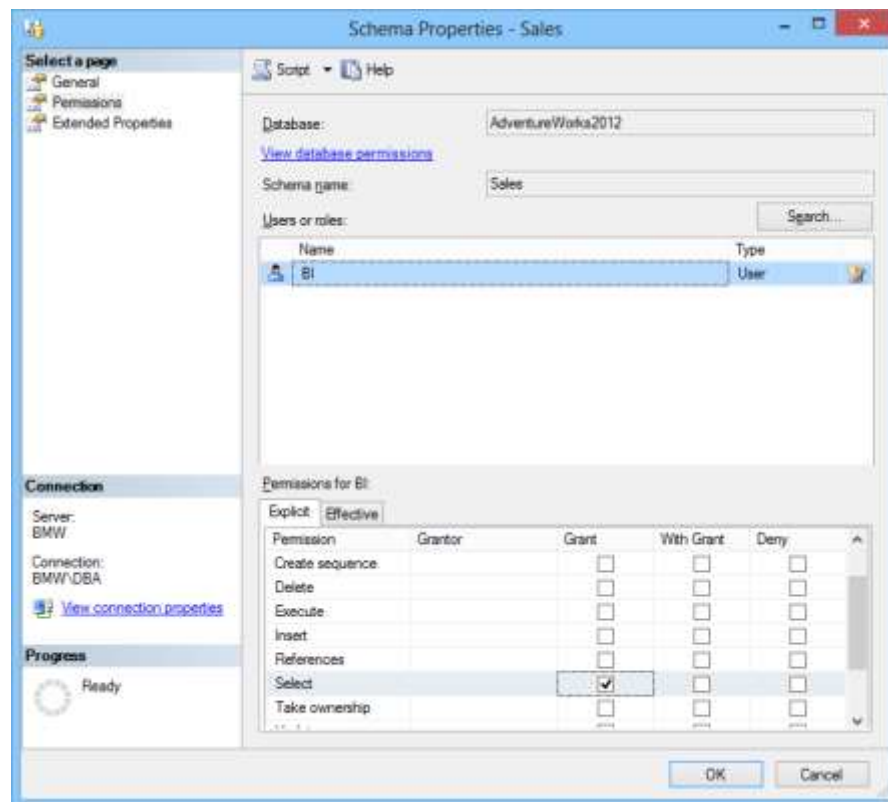 Schema Properties - Sales
Select a page
General
Permissions
Extended Properties
Script Help
Database: AdventureWorks2012
View database permissions
Schema name: Sales
Users or roles: Search...
Name Type
BI User
Connection
Server:
BMW
Connection:
BMW\DBA
View connection properties
Progress
Ready
Permissions for BI:
Explicit Effective
Permission Grantor Grant With Grant Deny
Create sequence
Delete
Execute
Insert
References
Select
Take ownership
OK Cancel